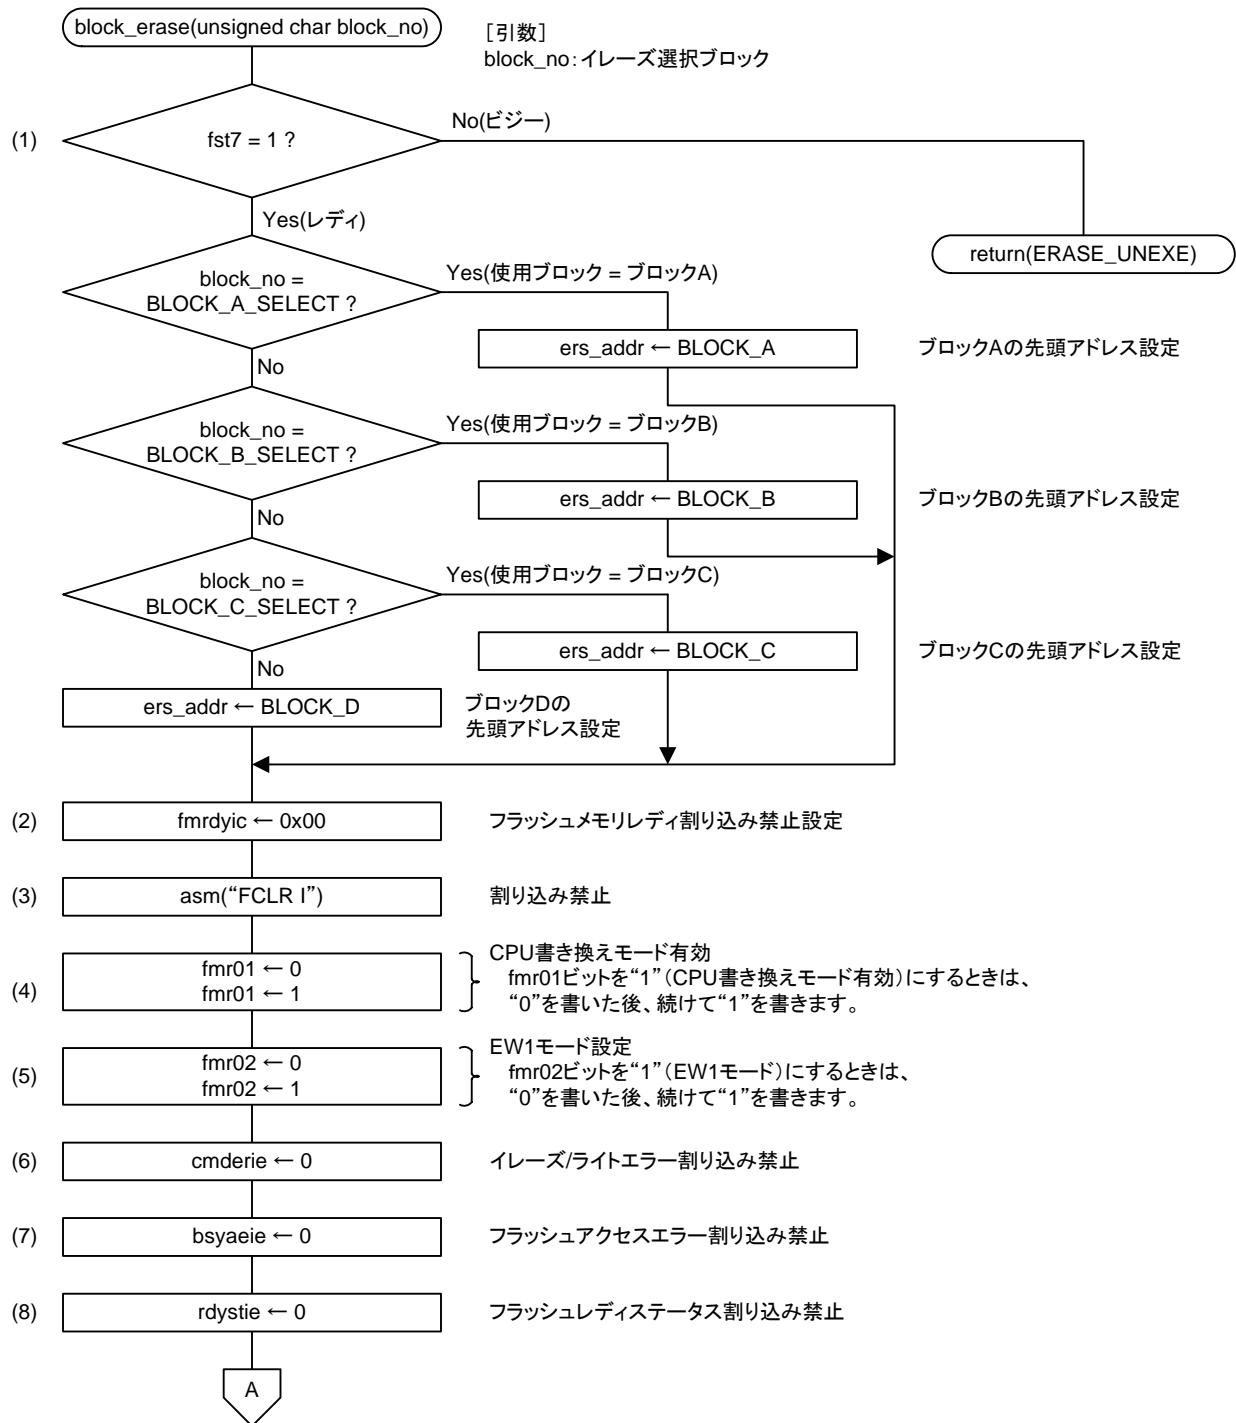 block_erase(unsigned char block_no)
［引数］
block_no：イレーズ選択ブロック
(1)
fst7 = 1 ?
No(ビジー)
Yes(レディ)
return(ERASE_UNEXE)
block_no =
BLOCK_A_SELECT ?
Yes(使用ブロック = ブロックA)
ers_addr ← BLOCK_A
ブロックAの先頭アドレス設定
No
block_no =
BLOCK_B_SELECT ?
Yes(使用ブロック = ブロックB)
ers_addr ← BLOCK_B
ブロックBの先頭アドレス設定
No
block_no =
BLOCK_C_SELECT ?
Yes(使用ブロック = ブロックC)
ers_addr ← BLOCK_C
ブロックCの先頭アドレス設定
No
ers_addr ← BLOCK_D
ブロックDの
先頭アドレス設定
(2)
fmrdyic ← 0x00
フラッシュメモリレディ割り込み禁止設定
(3)
asm(“FCLR I”)
割り込み禁止
(4)
fmr01 ← 0
fmr01 ← 1
CPU書き換えモード有効
fmr01ビットを“1”（CPU書き換えモード有効）にするときは、
“0”を書いた後、続けて“1”を書きます。
(5)
fmr02 ← 0
fmr02 ← 1
EW1モード設定
fmr02ビットを“1”（EW1モード）にするときは、
“0”を書いた後、続けて“1”を書きます。
(6)
cmderie ← 0
イレーズ/ライトエラー割り込み禁止
(7)
bsyaeie ← 0
フラッシュアクセスエラー割り込み禁止
(8)
rdystie ← 0
フラッシュレディステータス割り込み禁止
A